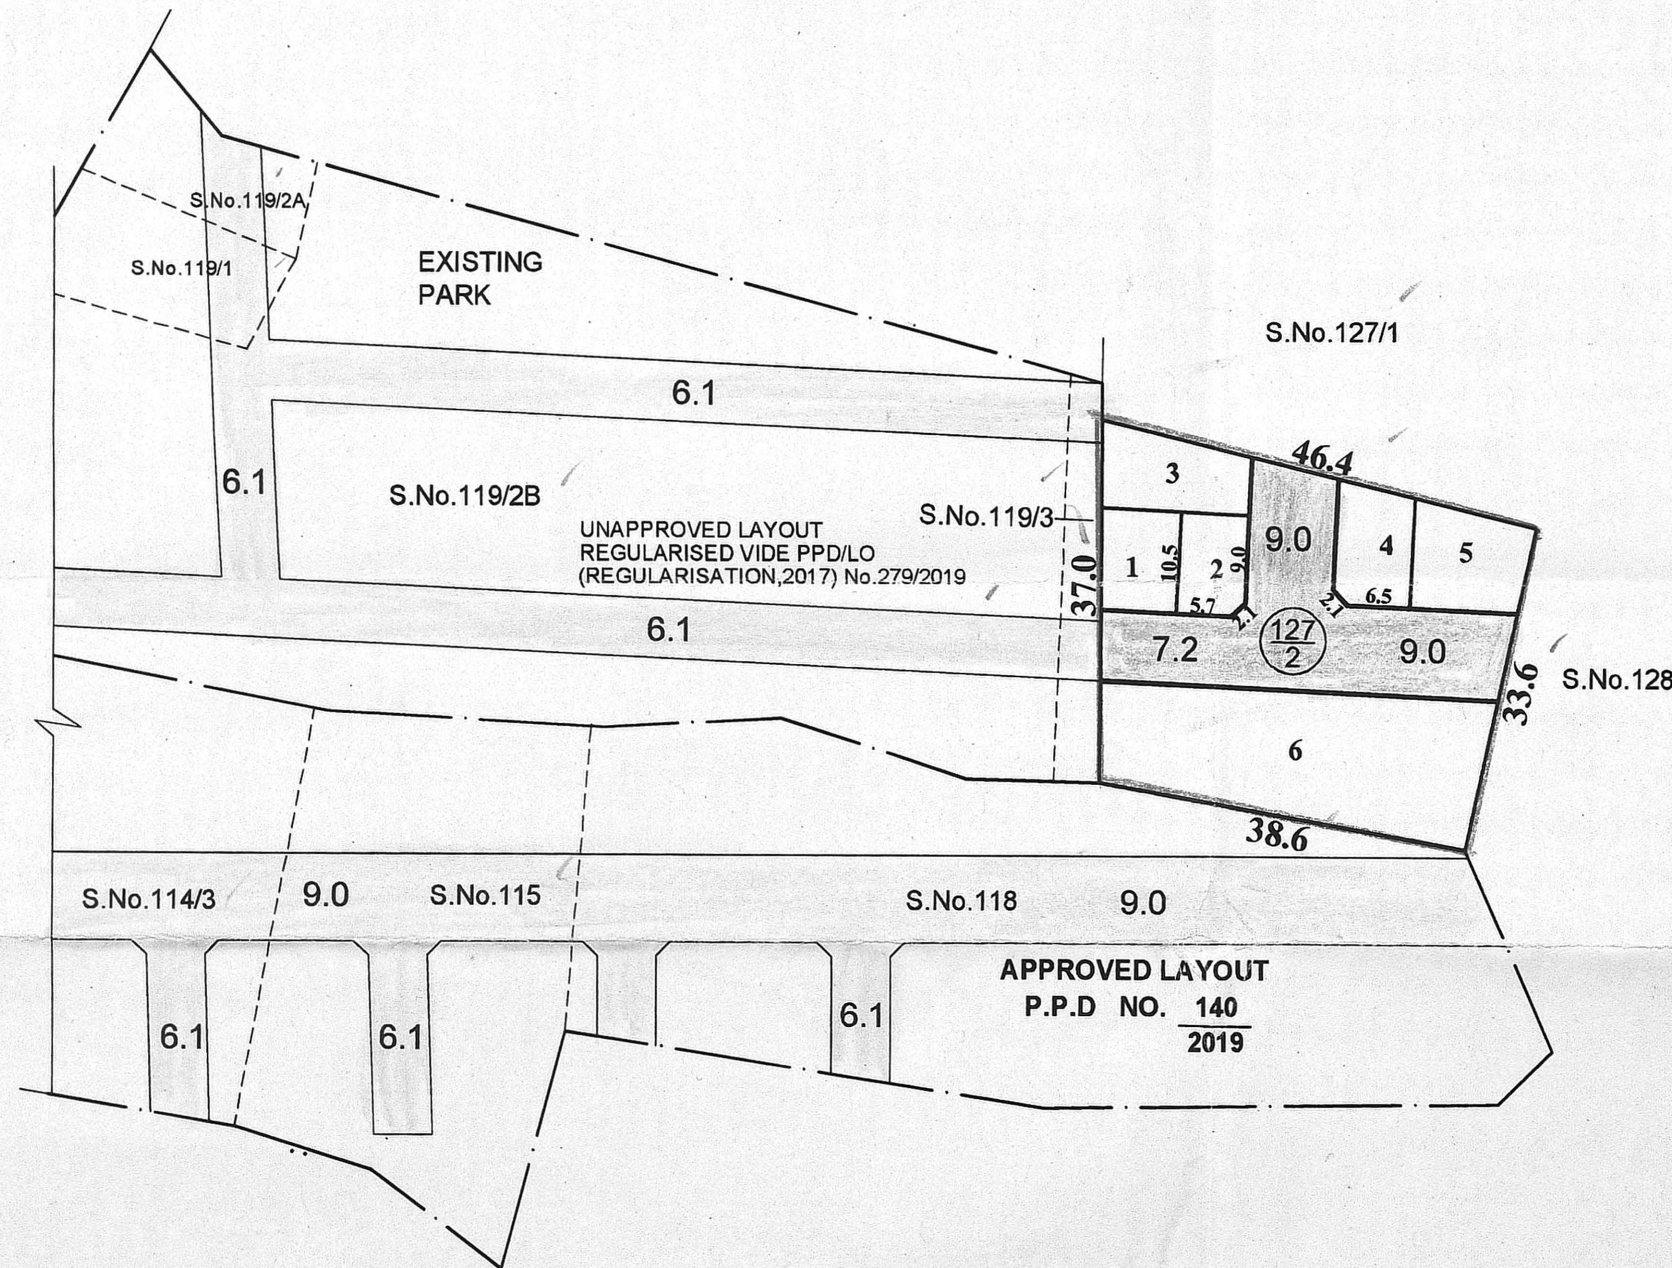 S.No.119/2A
S.No.119/1
EXISTING
PARK
S.No.127/1
6.1
46.4
3
6.1
S.No.119/2B
S.No.119/3
UNAPPROVED LAYOUT
REGULARISED VIDE PPD/LO
(REGULARISATION,2017) No.279/2019
37.0
1
10.5
2
9.0
9.0
4
5
5.7
2.1
2.1
6.5
6.1
7.2
127
2
9.0
33.6
S.No.128
6
38.6
S.No.114/3
9.0
S.No.115
S.No.118
9.0
APPROVED LAYOUT
P.P.D NO. 140
2019
6.1
6.1
6.1